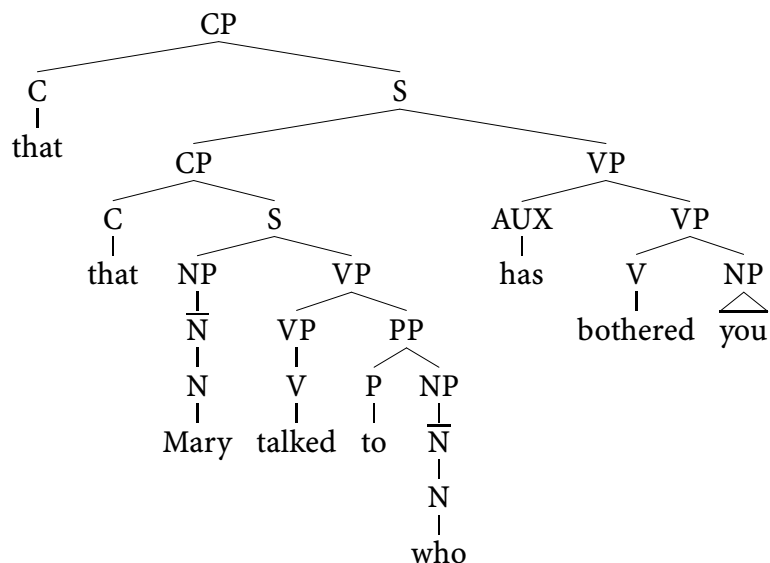 CP
C S
that
CP VP
C S AUX VP
that NP VP has V NP
N̅ VP PP bothered you
N V P NP
Mary talked to N̅
N
who